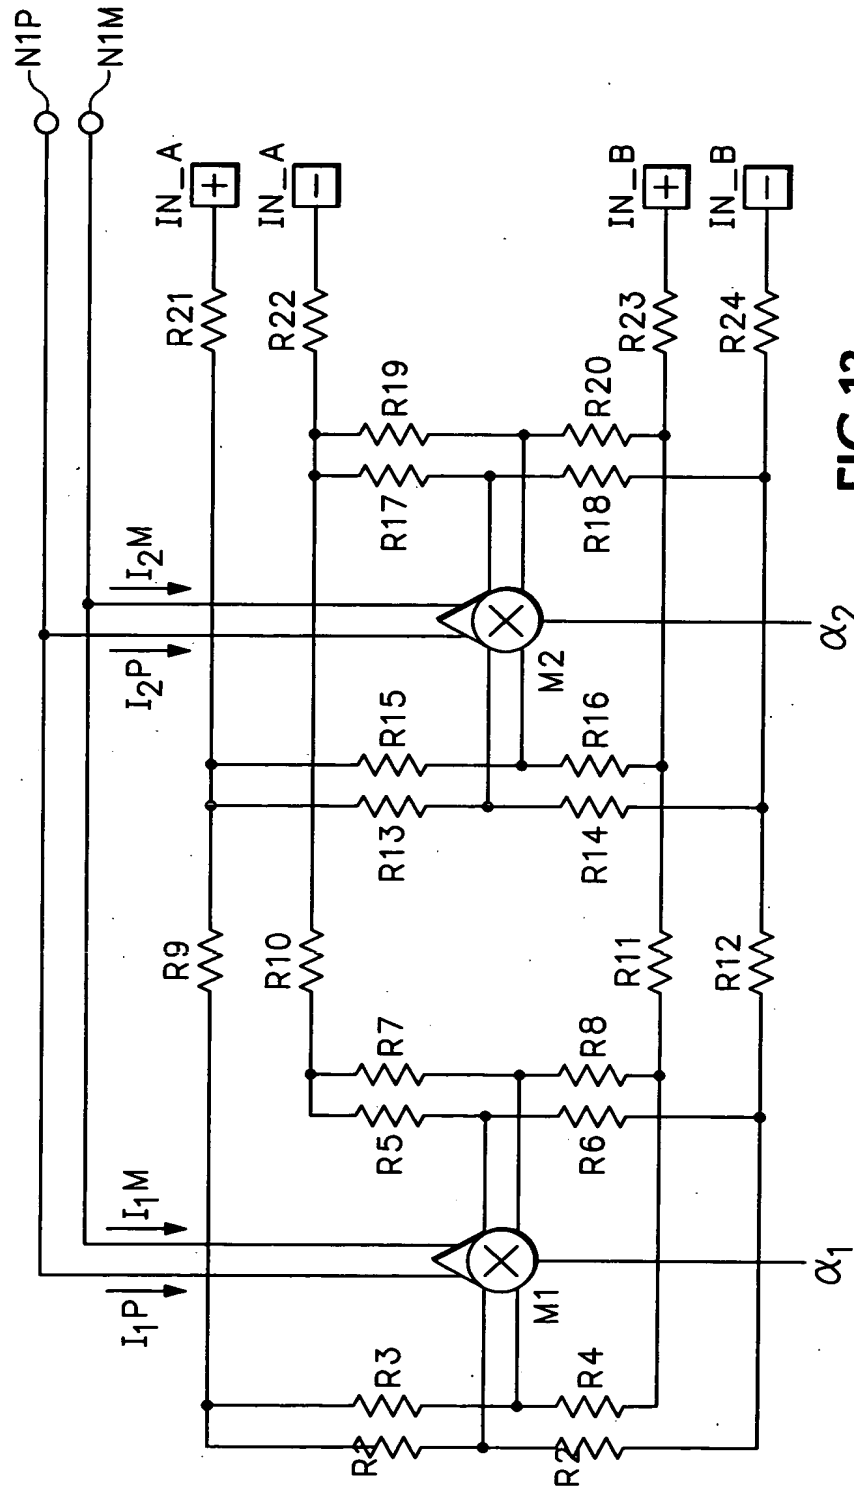 N1P
N1M
IN_A
+
IN_A
−
IN_B
+
IN_B
−
R21
R22
R23
R24
R19
R20
R17
R18
I2M
I2P
M2
α2
R15
R16
R13
R14
R9
R10
R11
R12
R7
R8
R5
R6
I1M
I1P
M1
α1
R3
R4
R2